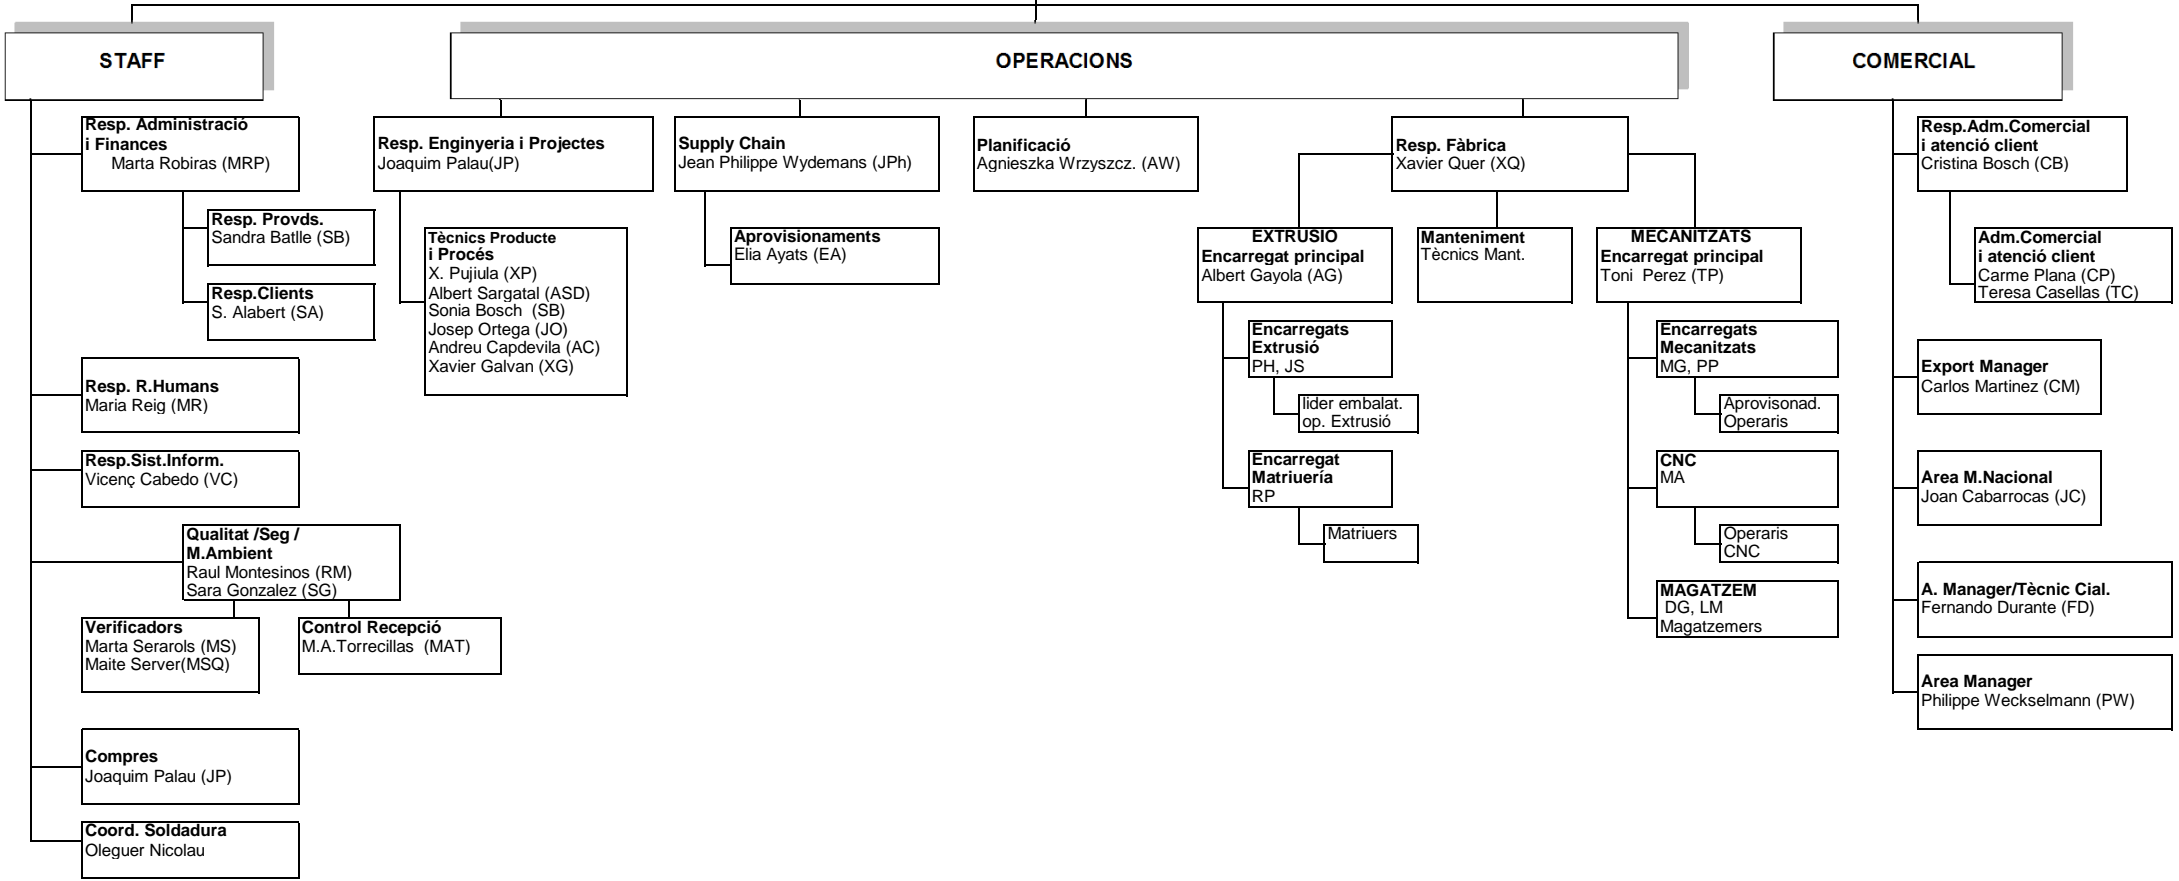 STAFF
OPERACIONS
COMERCIAL
Resp. Administració
i Finances
Marta Robiras (MRP)
Resp. Provds.
Sandra Batlle (SB)
Resp.Clients
S. Alabert (SA)
Resp. R.Humans
Maria Reig (MR)
Resp.Sist.Inform.
Vicenç Cabedo (VC)
Qualitat /Seg /
M.Ambient
Raul Montesinos (RM)
Sara Gonzalez (SG)
Verificadors
Marta Serarols (MS)
Maite Server(MSQ)
Control Recepció
M.A.Torrecillas (MAT)
Compres
Joaquim Palau (JP)
Coord. Soldadura
Oleguer Nicolau
Resp. Enginyeria i Projectes
Joaquim Palau(JP)
Tècnics Producte
i Procés
X. Pujiula (XP)
Albert Sargatal (ASD)
Sonia Bosch (SB)
Josep Ortega (JO)
Andreu Capdevila (AC)
Xavier Galvan (XG)
Supply Chain
Jean Philippe Wydemans (JPh)
Aprovisionaments
Elia Ayats (EA)
Planificació
Agnieszka Wrzyszcz. (AW)
Resp. Fàbrica
Xavier Quer (XQ)
EXTRUSIO
Encarregat principal
Albert Gayola (AG)
Encarregats
Extrusió
PH, JS
lider embalat.
op. Extrusió
Encarregat
Matriuería
RP
Matriuers
Manteniment
Tècnics Mant.
MECANITZATS
Encarregat principal
Toni Perez (TP)
Encarregats
Mecanitzats
MG, PP
Aprovisonad.
Operaris
CNC
MA
Operaris
CNC
MAGATZEM
DG, LM
Magatzemers
Resp.Adm.Comercial
i atenció client
Cristina Bosch (CB)
Adm.Comercial
i atenció client
Carme Plana (CP)
Teresa Casellas (TC)
Export Manager
Carlos Martinez (CM)
Area M.Nacional
Joan Cabarrocas (JC)
A. Manager/Tècnic Cial.
Fernando Durante (FD)
Area Manager
Philippe Weckselmann (PW)